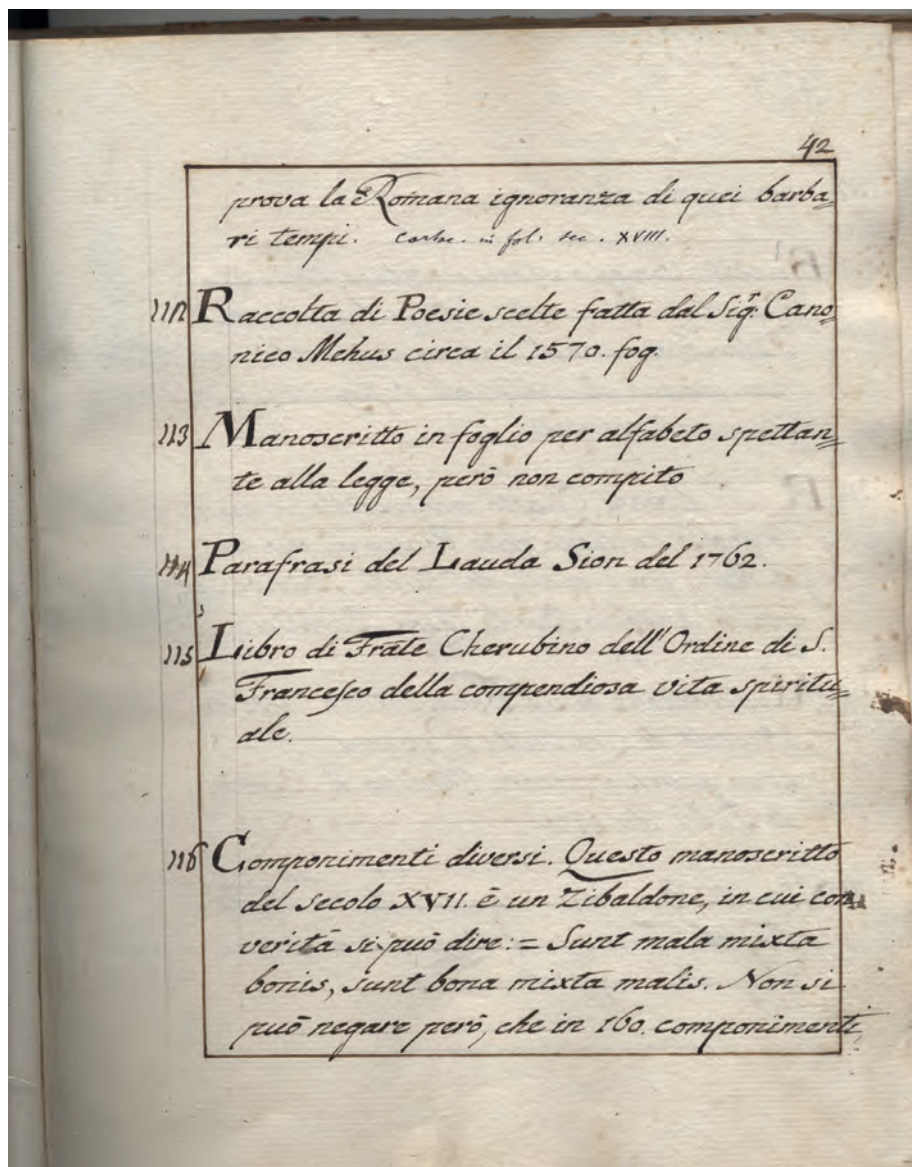 42
prova la Romana ignoranza di quei barba=
ri tempi. cartac. in fol. sec. XVIII.
112 Raccolta di Poesie scelte fatta dal Sig.r Cano=
nico Mehus circa il 1570. fog.
113 Manoscritto in foglio per alfabeto spettan=
te alla legge, però non compito
114 Parafrasi del Lauda Sion del 1762.
115 Libro di Frate Cherubino dell'Ordine di S.
Francesco della compendiosa vita spiritu=
ale.
116 Componimenti diversi. Questo manoscritto
del secolo XVII. è un Zibaldone, in cui con
verità si può dire: = Sunt mala mixta
bonis, sunt bona mixta malis. Non si
può negare però, che in 160. componimenti,